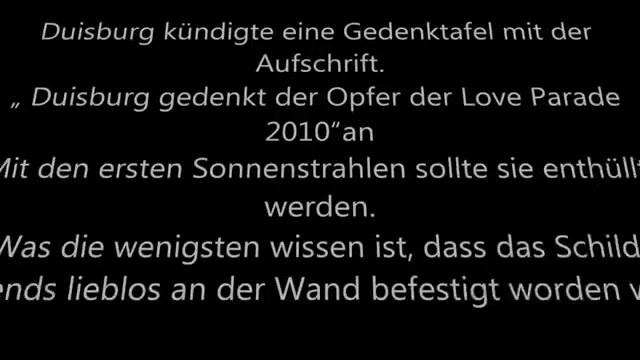 Duisburg kündigte eine Gedenktafel mit der
Aufschrift.
„ Duisburg gedenkt der Opfer der Love Parade
2010“an
Mit den ersten Sonnenstrahlen sollte sie enthüllt
werden.
Was die wenigsten wissen ist, dass das Schild
lieblos an der Wand befestigt worden